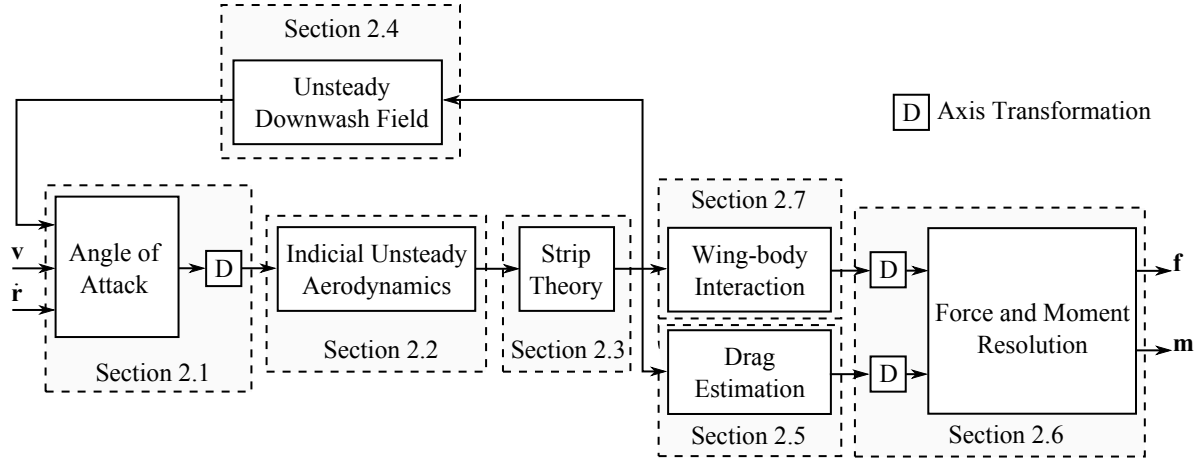 Section 2.4
Unsteady
Downwash Field
D Axis Transformation
v
ṙ
Angle of
Attack
D
Section 2.1
Indicial Unsteady
Aerodynamics
Section 2.2
Strip
Theory
Section 2.3
Section 2.7
Wing-body
Interaction
Drag
Estimation
Section 2.5
D
D
Force and Moment
Resolution
Section 2.6
f
m